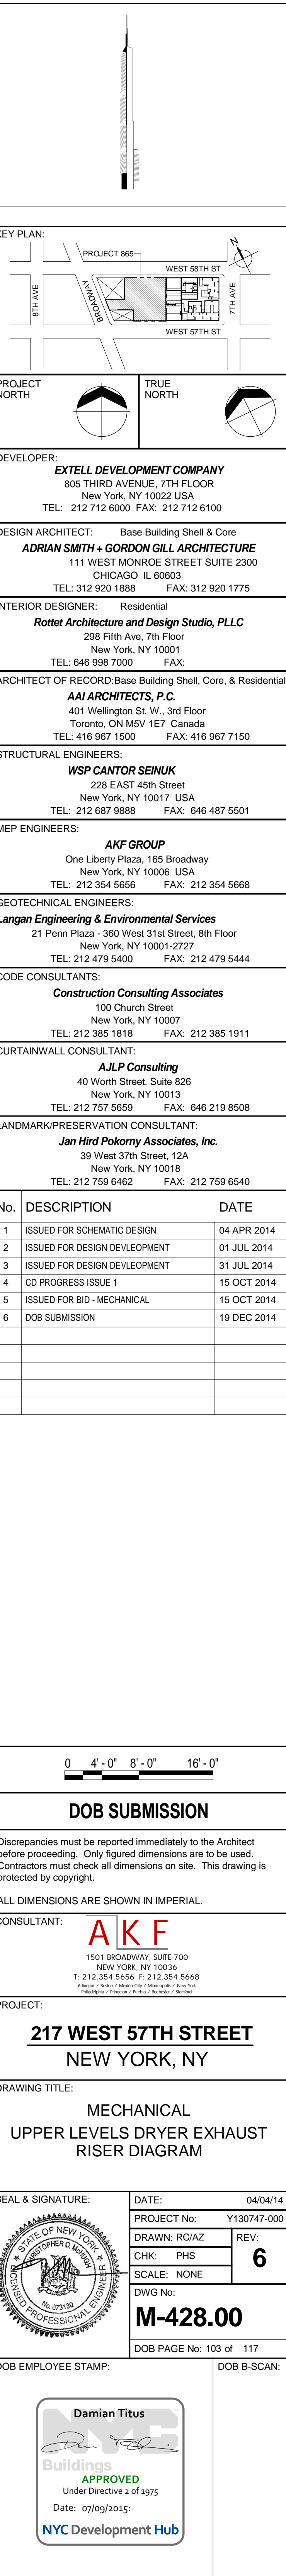 KEY PLAN:
N
PROJECT 865
WEST 58TH ST
8TH AVE
BROADWAY
7TH AVE
WEST 57TH ST
PROJECT
NORTH
TRUE
NORTH
DEVELOPER:
EXTELL DEVELOPMENT COMPANY
805 THIRD AVENUE, 7TH FLOOR
New York, NY 10022 USA
TEL: 212 712 6000 FAX: 212 712 6100
DESIGN ARCHITECT: Base Building Shell & Core
ADRIAN SMITH + GORDON GILL ARCHITECTURE
111 WEST MONROE STREET SUITE 2300
CHICAGO IL 60603
TEL: 312 920 1888 FAX: 312 920 1775
INTERIOR DESIGNER: Residential
Rottet Architecture and Design Studio, PLLC
298 Fifth Ave, 7th Floor
New York, NY 10001
TEL: 646 998 7000 FAX:
ARCHITECT OF RECORD:Base Building Shell, Core, & Residential
AAI ARCHITECTS, P.C.
401 Wellington St. W., 3rd Floor
Toronto, ON M5V 1E7 Canada
TEL: 416 967 1500 FAX: 416 967 7150
STRUCTURAL ENGINEERS:
WSP CANTOR SEINUK
228 EAST 45th Street
New York, NY 10017 USA
TEL: 212 687 9888 FAX: 646 487 5501
MEP ENGINEERS:
AKF GROUP
One Liberty Plaza, 165 Broadway
New York, NY 10006 USA
TEL: 212 354 5656 FAX: 212 354 5668
GEOTECHNICAL ENGINEERS:
Langan Engineering & Environmental Services
21 Penn Plaza - 360 West 31st Street, 8th Floor
New York, NY 10001-2727
TEL: 212 479 5400 FAX: 212 479 5444
CODE CONSULTANTS:
Construction Consulting Associates
100 Church Street
New York, NY 10007
TEL: 212 385 1818 FAX: 212 385 1911
CURTAINWALL CONSULTANT:
AJLP Consulting
40 Worth Street. Suite 826
New York, NY 10013
TEL: 212 757 5659 FAX: 646 219 8508
LANDMARK/PRESERVATION CONSULTANT:
Jan Hird Pokorny Associates, Inc.
39 West 37th Street, 12A
New York, NY 10018
TEL: 212 759 6462 FAX: 212 759 6540
No. DESCRIPTION DATE
1 ISSUED FOR SCHEMATIC DESIGN 04 APR 2014
2 ISSUED FOR DESIGN DEVLEOPMENT 01 JUL 2014
3 ISSUED FOR DESIGN DEVLEOPMENT 31 JUL 2014
4 CD PROGRESS ISSUE 1 15 OCT 2014
5 ISSUED FOR BID - MECHANICAL 15 OCT 2014
6 DOB SUBMISSION 19 DEC 2014
0 4' - 0" 8' - 0" 16' - 0"
DOB SUBMISSION
Discrepancies must be reported immediately to the Architect
before proceeding. Only figured dimensions are to be used.
Contractors must check all dimensions on site. This drawing is
protected by copyright.
ALL DIMENSIONS ARE SHOWN IN IMPERIAL.
CONSULTANT:
AKF
1501 BROADWAY, SUITE 700
NEW YORK, NY 10036
T: 212.354.5656 F: 212.354.5668
Arlington / Boston / Mexico City / Minneapolis / New York
Philadelphia / Princeton / Puebla / Rochester / Stamford
PROJECT:
217 WEST 57TH STREET
NEW YORK, NY
DRAWING TITLE:
MECHANICAL
UPPER LEVELS DRYER EXHAUST
RISER DIAGRAM
SEAL & SIGNATURE:
STATE OF NEW YORK
No. 073130
LICENSED PROFESSIONAL ENGINEER
DATE: 04/04/14
PROJECT No: Y130747-000
DRAWN: RC/AZ
CHK: PHS
SCALE: NONE
REV:
6
DWG No:
M-428.00
DOB PAGE No: 103 of 117
DOB EMPLOYEE STAMP:
DOB B-SCAN:
Damian Titus
NYC
Buildings
APPROVED
Under Directive 2 of 1975
Date: 07/09/2015:
NYC Development Hub